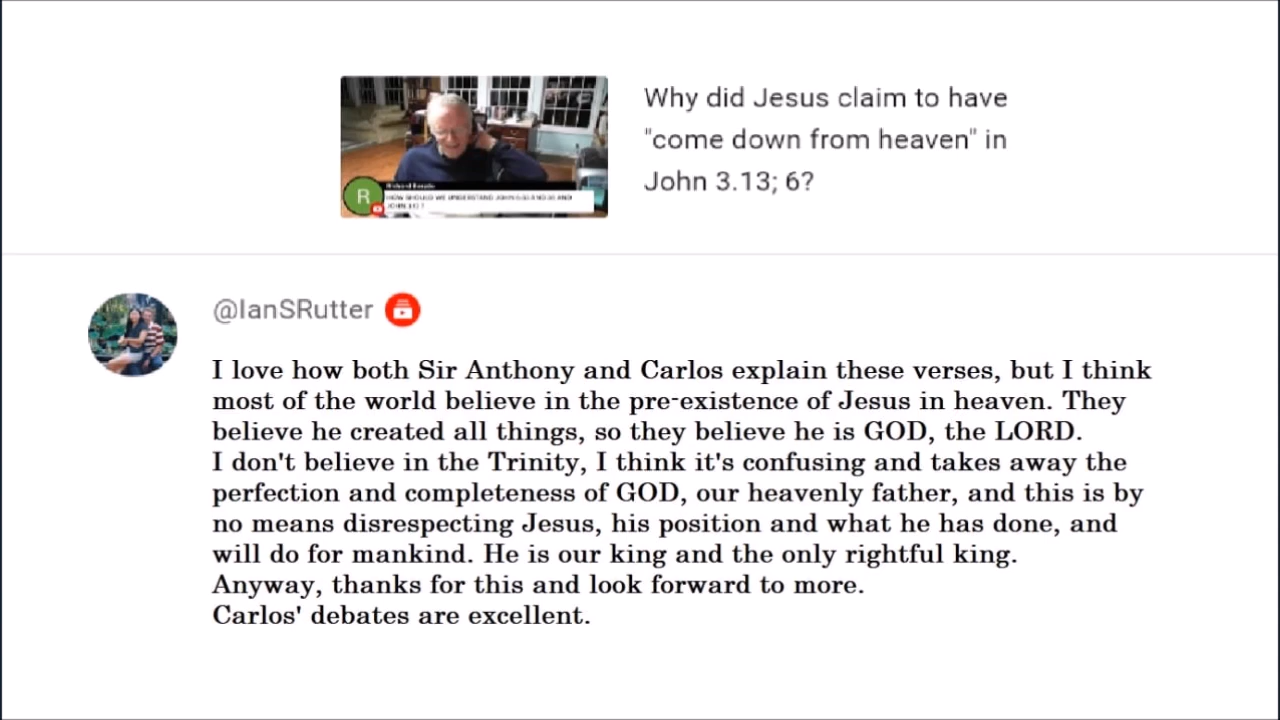 Why did Jesus claim to have
"come down from heaven" in
John 3.13; 6?
R
@IanSRutter
I love how both Sir Anthony and Carlos explain these verses, but I think
most of the world believe in the pre-existence of Jesus in heaven. They
believe he created all things, so they believe he is GOD, the LORD.
I don't believe in the Trinity, I think it's confusing and takes away the
perfection and completeness of GOD, our heavenly father, and this is by
no means disrespecting Jesus, his position and what he has done, and
will do for mankind. He is our king and the only rightful king.
Anyway, thanks for this and look forward to more.
Carlos' debates are excellent.